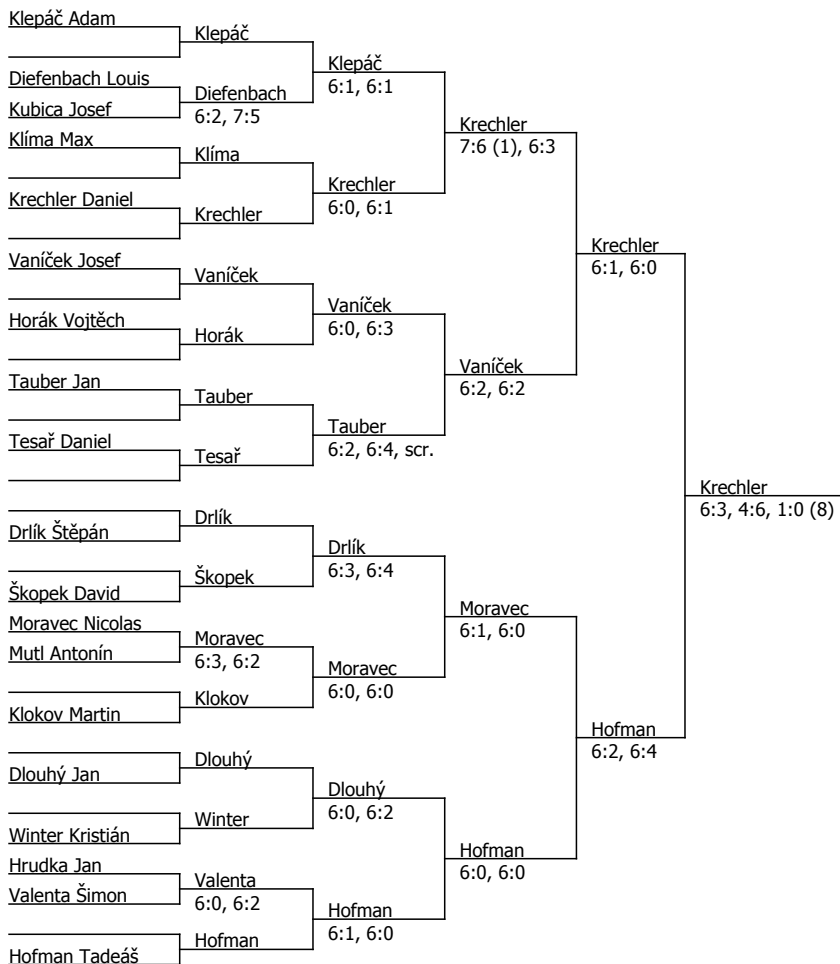 Klepáč Adam
Diefenbach Louis
Kubica Josef
Klíma Max
Krechler Daniel
Vaníček Josef
Horák Vojtěch
Tauber Jan
Tesař Daniel
Drlík Štěpán
Škopek David
Moravec Nicolas
Mutl Antonín
Klokov Martin
Dlouhý Jan
Winter Kristián
Hrudka Jan
Valenta Šimon
Hofman Tadeáš
Klepáč
Diefenbach
6:2, 7:5
Klíma
Krechler
Vaníček
Horák
Tauber
Tesař
Drlík
Škopek
Moravec
6:3, 6:2
Klokov
Dlouhý
Winter
Valenta
6:0, 6:2
Hofman
Klepáč
6:1, 6:1
Krechler
6:0, 6:1
Vaníček
6:0, 6:3
Tauber
6:2, 6:4, scr.
Drlík
6:3, 6:4
Moravec
6:0, 6:0
Dlouhý
6:0, 6:2
Hofman
6:1, 6:0
Krechler
7:6 (1), 6:3
Vaníček
6:2, 6:2
Moravec
6:1, 6:0
Hofman
6:0, 6:0
Krechler
6:1, 6:0
Hofman
6:2, 6:4
Krechler
6:3, 4:6, 1:0 (8)